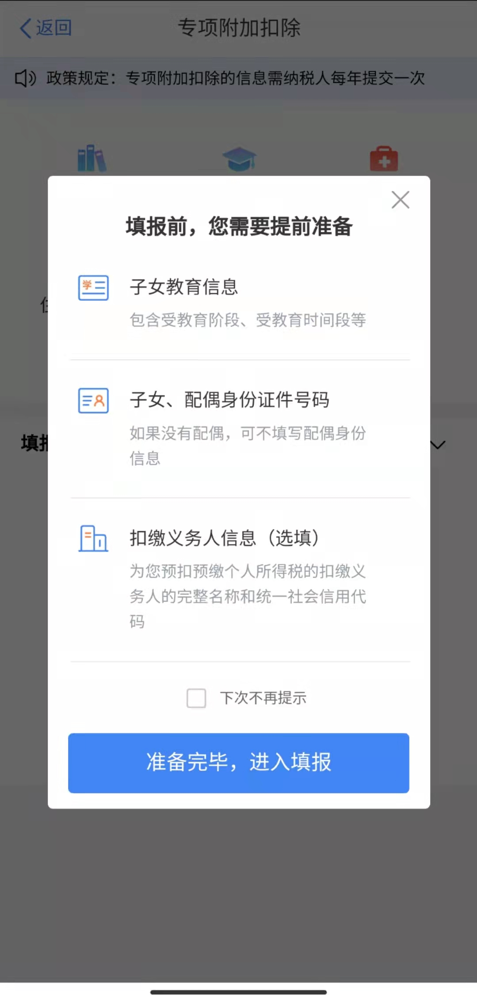 返回
专项附加扣除
政策规定：专项附加扣除的信息需纳税人每年提交一次
填报前，您需要提前准备
学
子女教育信息
包含受教育阶段、受教育时间段等
子女、配偶身份证件号码
如果没有配偶，可不填写配偶身份
信息
填
扣缴义务人信息（选填）
为您预扣预缴个人所得税的扣缴义
务人的完整名称和统一社会信用代
码
下次不再提示
准备完毕，进入填报